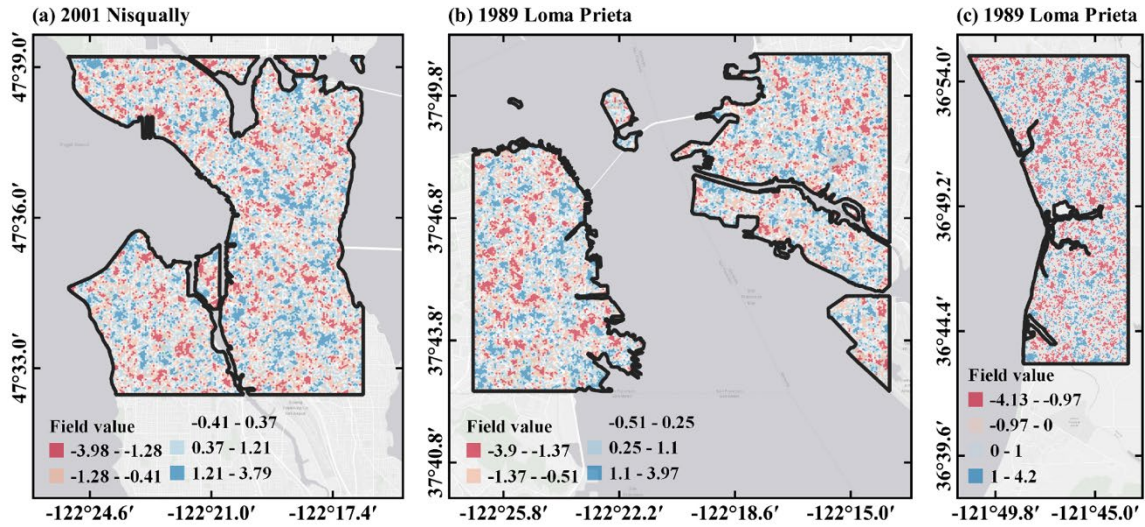 (a) 2001 Nisqually
(b) 1989 Loma Prieta
(c) 1989 Loma Prieta
47°39.0'
47°36.0'
47°33.0'
Field value
-3.98 - -1.28
-1.28 - -0.41
-0.41 - 0.37
0.37 - 1.21
1.21 - 3.79
-122°24.6'
-122°21.0'
-122°17.4'
37°49.8'
37°46.8'
37°43.8'
37°40.8'
Field value
-3.9 - -1.37
-1.37 - -0.51
-0.51 - 0.25
0.25 - 1.1
1.1 - 3.97
-122°25.8'
-122°22.2'
-122°18.6'
-122°15.0'
36°54.0'
36°49.2'
36°44.4'
36°39.6'
Field value
-4.13 - -0.97
-0.97 - 0
0 - 1
1 - 4.2
-121°49.8'
-121°45.0'